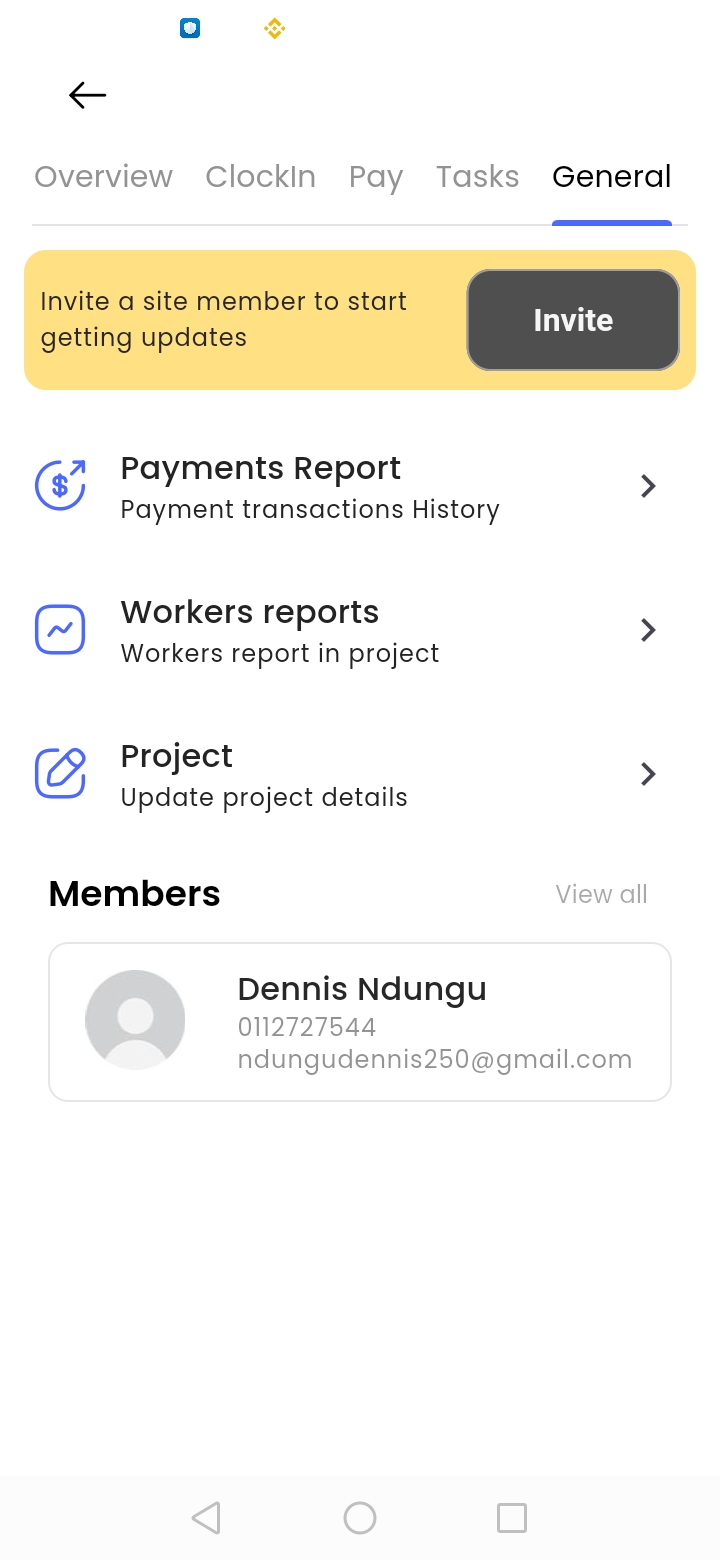 Overview ClockIn Pay Tasks General
Invite a site member to start
getting updates
Invite
Payments Report
Payment transactions History
Workers reports
Workers report in project
Project
Update project details
Members View all
Dennis Ndungu
0112727544
ndungudennis250@gmail.com